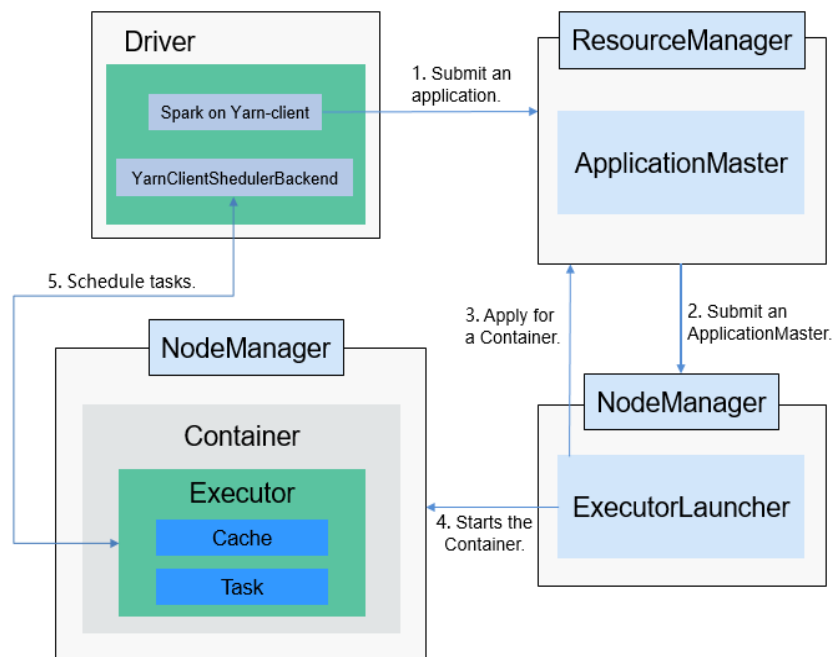 Driver
Spark on Yarn-client
YarnClientShedulerBackend
1. Submit an
application.
ResourceManager
ApplicationMaster
5. Schedule tasks.
3. Apply for
a Container.
2. Submit an
ApplicationMaster.
NodeManager
Container
Executor
Cache
Task
4. Starts the
Container.
NodeManager
ExecutorLauncher